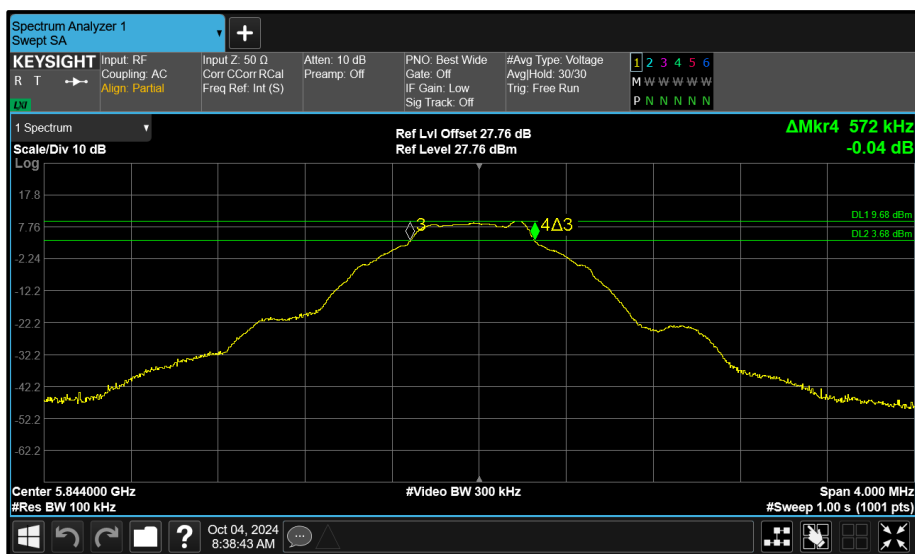 Spectrum Analyzer 1
Swept SA
+
KEYSIGHT
R T
LXI
Input: RF
Coupling: AC
Align: Partial
Input Z: 50 Ω
Corr CCorr RCal
Freq Ref: Int (S)
Atten: 10 dB
Preamp: Off
PNO: Best Wide
Gate: Off
IF Gain: Low
Sig Track: Off
#Avg Type: Voltage
Avg|Hold: 30/30
Trig: Free Run
1 2 3 4 5 6
M W W W W W
P N N N N N
1 Spectrum
Scale/Div 10 dB
Ref Lvl Offset 27.76 dB
Ref Level 27.76 dBm
ΔMkr4 572 kHz
-0.04 dB
Log
17.8
7.76
-2.24
-12.2
-22.2
-32.2
-42.2
-52.2
-62.2
3
4Δ3
DL1 9.68 dBm
DL2 3.68 dBm
Center 5.844000 GHz
#Video BW 300 kHz
Span 4.000 MHz
#Res BW 100 kHz
#Sweep 1.00 s (1001 pts)
?
Oct 04, 2024
8:38:43 AM